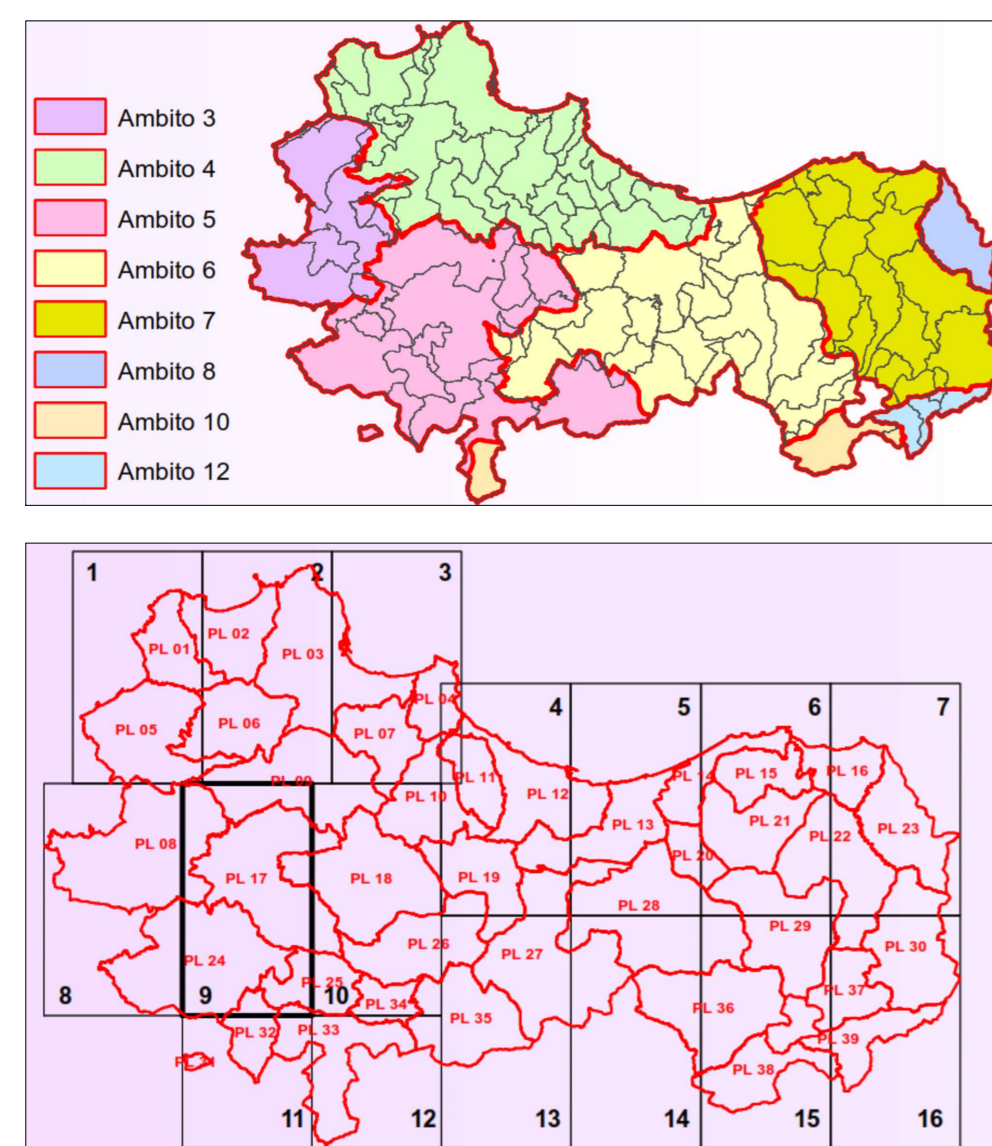 Ambito 3
Ambito 4
Ambito 5
Ambito 6
Ambito 7
Ambito 8
Ambito 10
Ambito 12
1
2
3
PL 01
PL 02
PL 03
PL 04
4
5
6
7
PL 05
PL 06
PL 07
PL 09
PL 10
PL 11
PL 12
PL 13
PL 14
PL 15
PL 16
PL 08
PL 17
PL 18
PL 19
PL 20
PL 21
PL 22
PL 23
PL 24
PL 25
PL 26
PL 27
PL 28
PL 29
PL 30
8
9
10
PL 32
PL 33
PL 34
PL 35
PL 36
PL 37
PL 38
PL 39
11
12
13
14
15
16